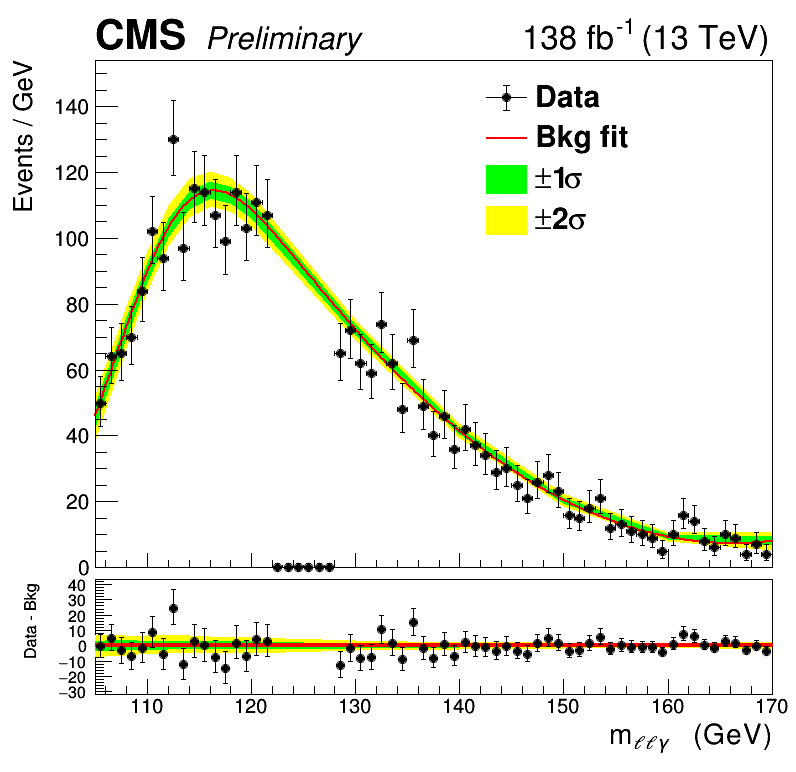 CMS Preliminary 138 fb⁻¹ (13 TeV)
Events / GeV
140
120
100
80
60
40
20
0
Data
Bkg fit
±1σ
±2σ
Data - Bkg
40
30
20
10
0
−10
−20
−30
110 120 130 140 150 160 170
m_ℓℓγ (GeV)